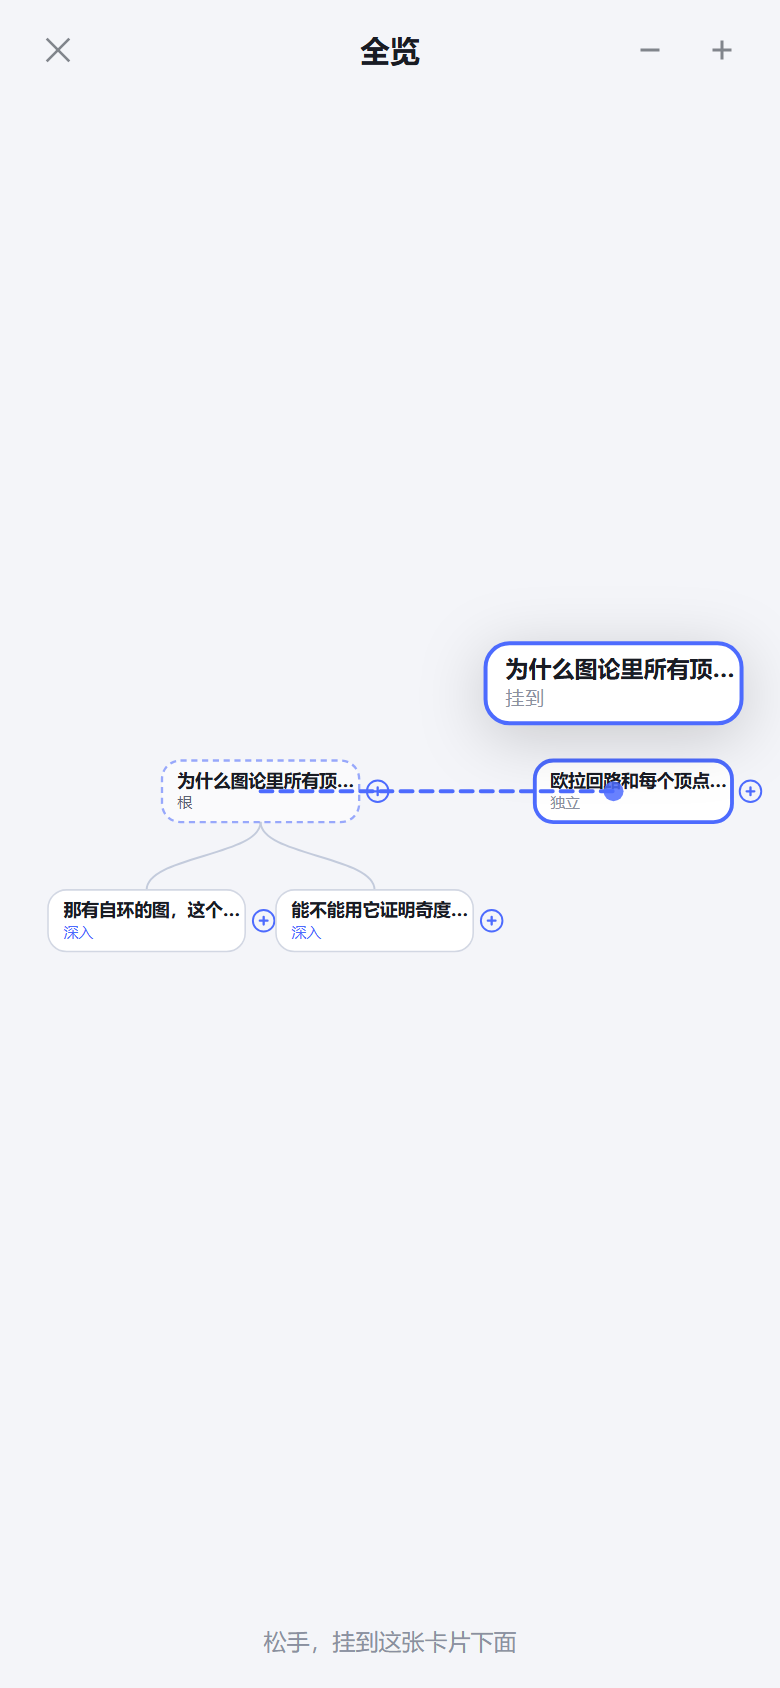 全览
为什么图论里所有顶...
挂到
为什么图论里所有顶...
根
欧拉回路和每个顶点...
独立
那有自环的图，这个...
深入
能不能用它证明奇度...
深入
松手，挂到这张卡片下面